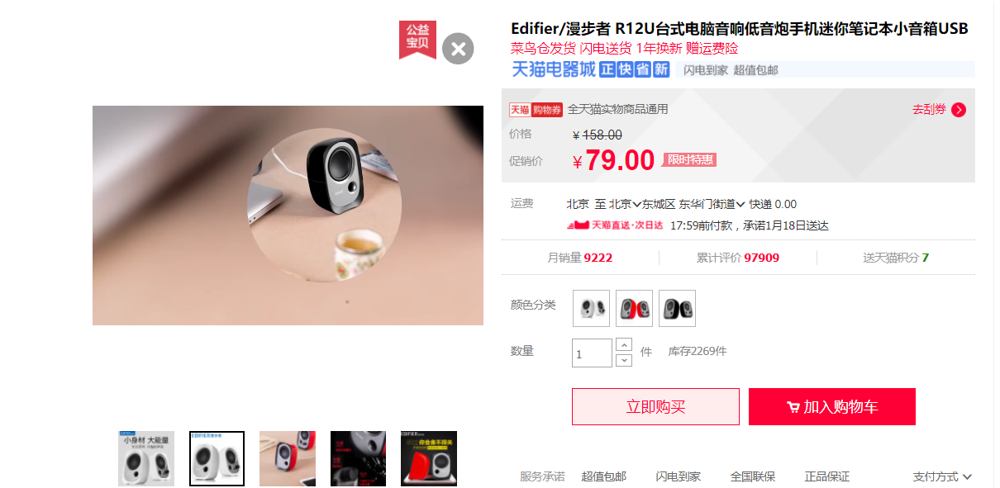 公益
宝贝
Edifier/漫步者 R12U台式电脑音响低音炮手机迷你笔记本小音箱USB
菜鸟仓发货 闪电送货 1年换新 赠运费险
天猫电器城 正 快 省 新 闪电到家 超值包邮
天猫 购物券 全天猫实物商品通用 去刮券
价格 ¥ 158.00
促销价 ¥ 79.00 限时特惠
运费 北京 至 北京 东城区 东华门街道 快递 0.00
天猫直送·次日达 17:59前付款，承诺1月18日送达
月销量 9222 累计评价 97909 送天猫积分 7
颜色分类
数量 1 件 库存2269件
立即购买 加入购物车
小身材 大能量
EDIFIER
EDIFIER
你会舍不得关
服务承诺 超值包邮 闪电到家 全国联保 正品保证 支付方式